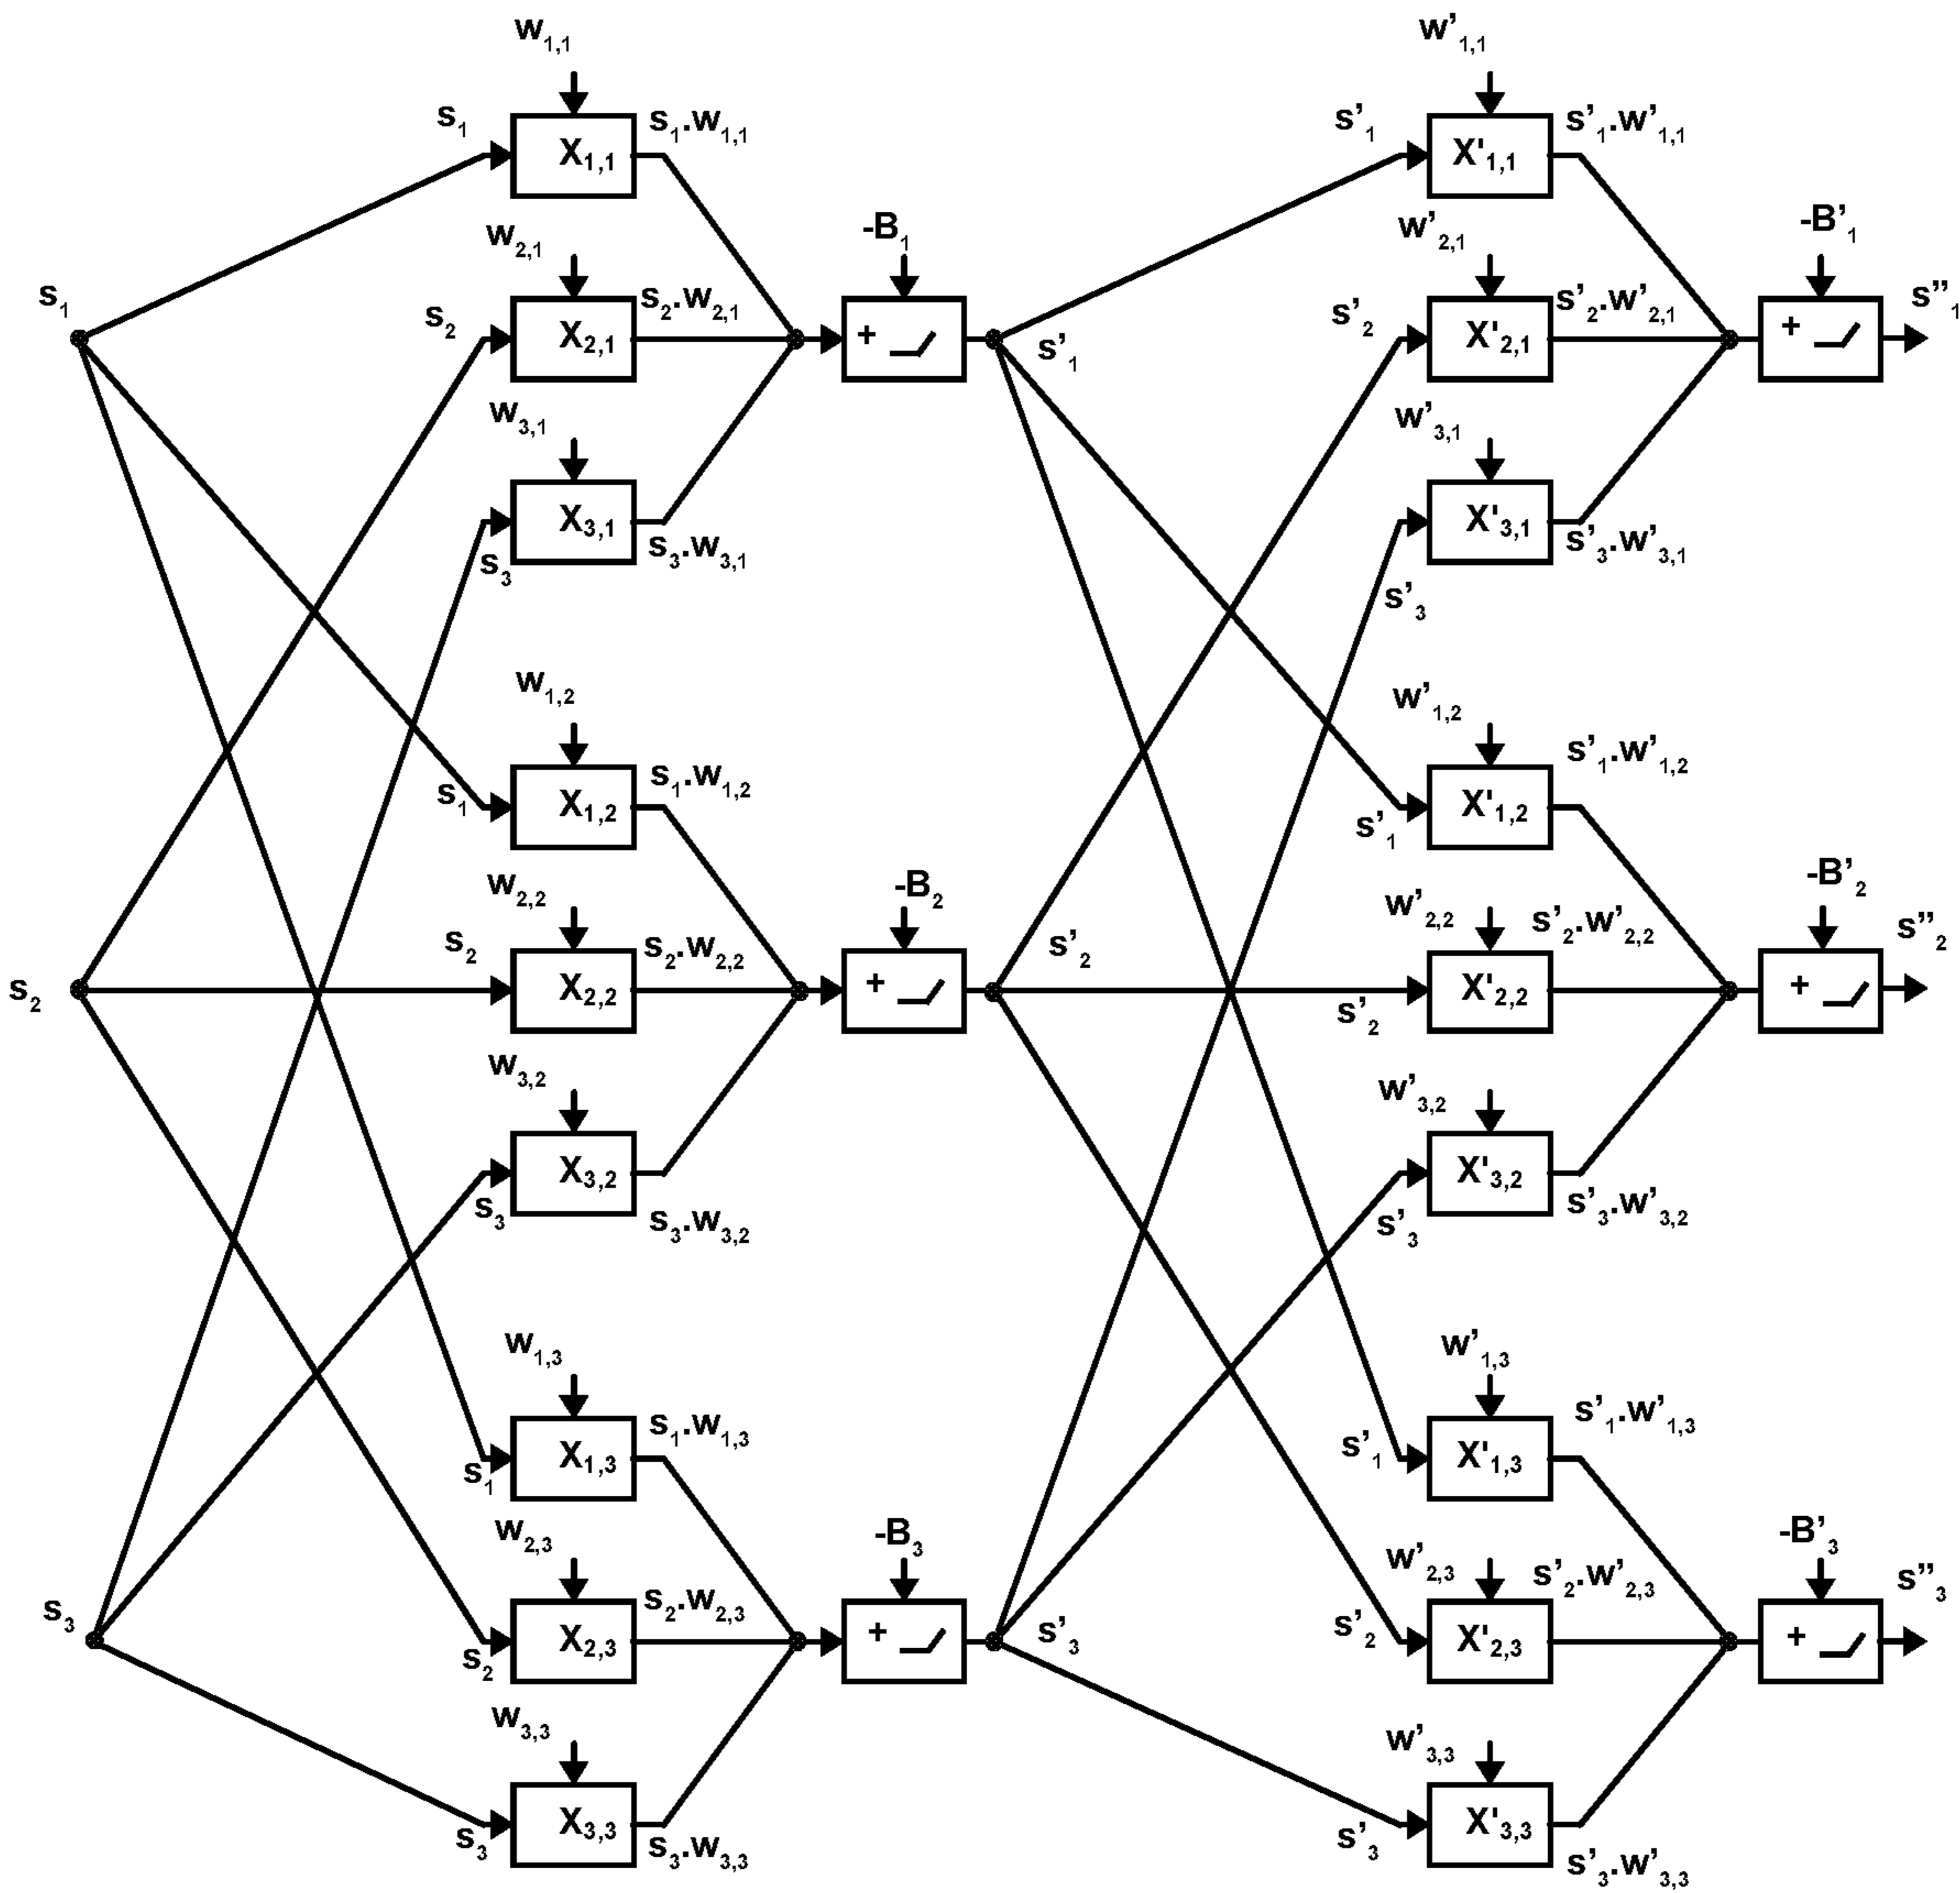 w1,1 w'1,1
s1 s1.w1,1 s'1 s'1.w'1,1
X1,1 X'1,1
w2,1 -B1 w'2,1 -B'1
s1 s2 s2.w2,1 s'2 s'2.w'2,1 s''1
X2,1 + s'1 X'2,1 +
w3,1 w'3,1
X3,1 X'3,1
s3 s3.w3,1 s'3 s'3.w'3,1
w1,2 w'1,2
s1 s1.w1,2 s'1 s'1.w'1,2
X1,2 X'1,2
w2,2 -B2 w'2,2 -B'2
s2 s2 s2.w2,2 s'2 s'2.w'2,2 s''2
X2,2 + s'2 X'2,2 +
w3,2 w'3,2
X3,2 X'3,2
s3 s3.w3,2 s'3 s'3.w'3,2
w1,3 w'1,3
s1 s1.w1,3 s'1 s'1.w'1,3
X1,3 X'1,3
w2,3 -B3 w'2,3 -B'3
s3 s2.w2,3 s'3 s'2.w'2,3 s''3
s2 X2,3 + s'2 X'2,3 +
w3,3 w'3,3
X3,3 X'3,3
s3 s3.w3,3 s'3 s'3.w'3,3